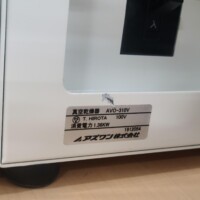 真空乾燥器 AVO-310V
T. HIROTA 100V
消費電力 1.36KW
アズワン株式会社